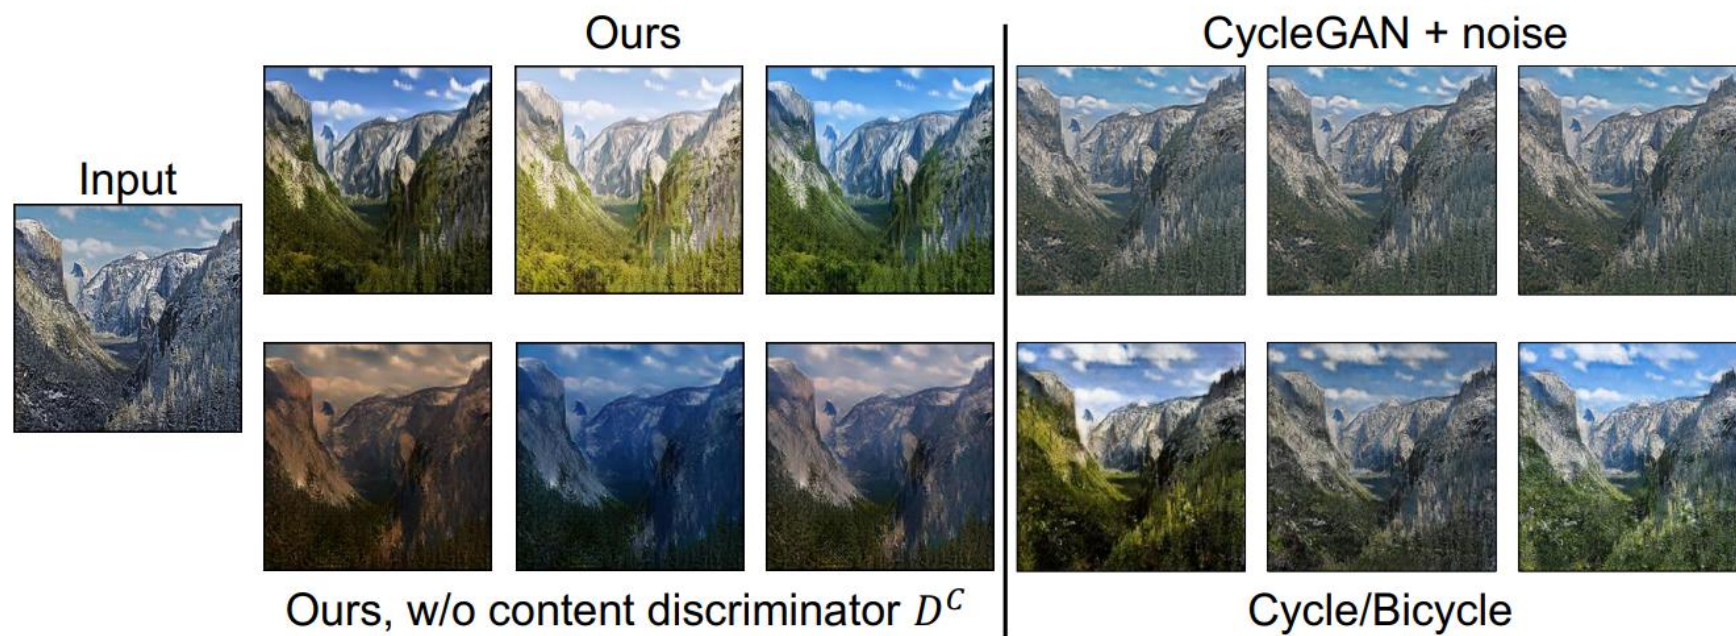 Ours
CycleGAN + noise
Input
Ours, w/o content discriminator D^C
Cycle/Bicycle